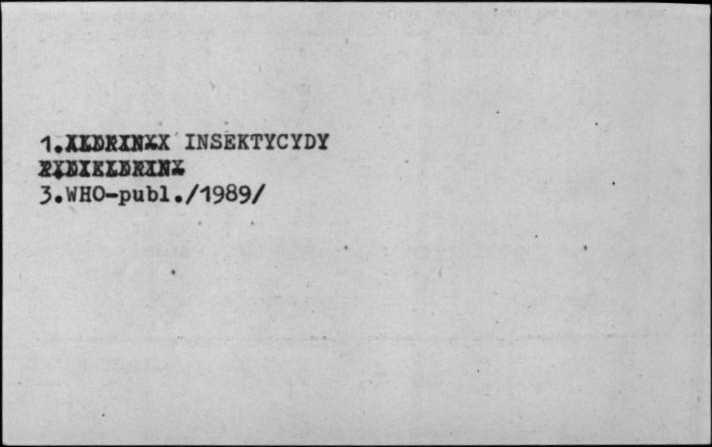 1. INSEKTYCYDY
3.WHO-publ./1989/